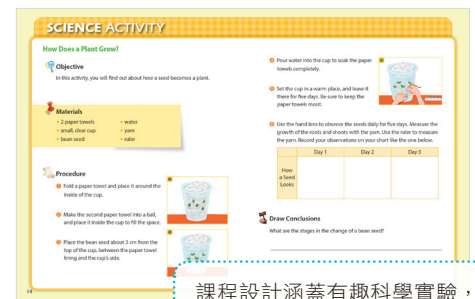 SCIENCE ACTIVITY
How Does a Plant Grow?
Objective
In this activity, you will find out about how a seed becomes a plant.
Materials
• 2 paper towels
• small, clear cup
• bean seed
• water
• yarn
• ruler
Procedure
Fold a paper towel and place it around the
inside of the cup.
Make the second paper towel into a ball,
and place it inside the cup to fill the space.
Place the bean seed about 3 cm from the
top of the cup, between the paper towel
lining and the cup's side.
Pour water into the cup to soak the paper
towels completely.
Set the cup in a warm place, and leave it
there for five days. Be sure to keep the
paper towels moist.
Use the hand lens to observe the seeds daily for five days. Measure the
growth of the roots and shoots with the yarn. Use the ruler to measure
the yarn. Record your observations on your chart like the one below.
Day 1 Day 2 Day 3
How
a Seed
Looks
Draw Conclusions
What are the stages in the change of a bean seed?
課程設計涵蓋有趣科學實驗，